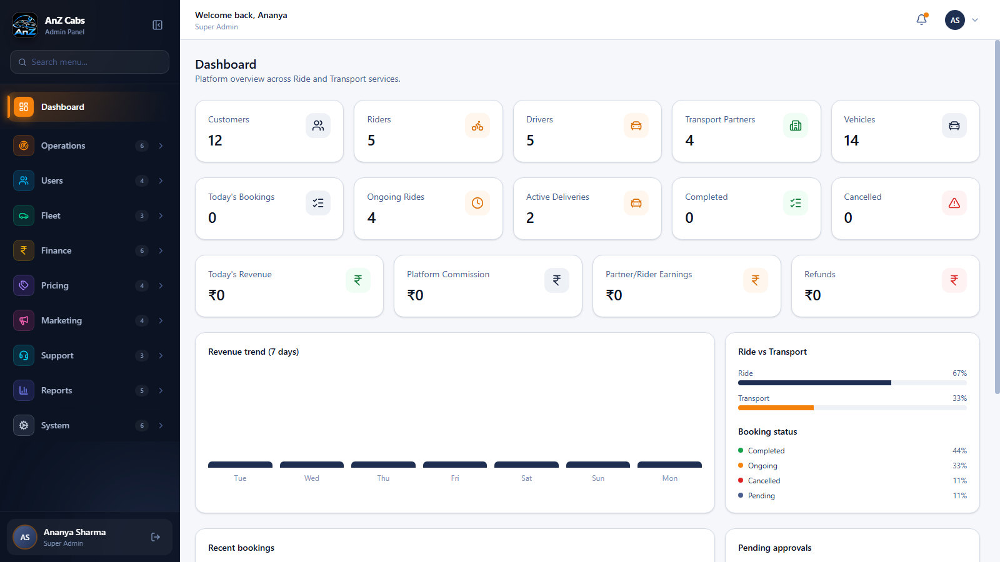 AnZ
AnZ Cabs
Admin Panel
Search menu...
Dashboard
Operations 6
Users 4
Fleet 3
Finance 6
Pricing 4
Marketing 4
Support 3
Reports 5
System 6
AS
Ananya Sharma
Super Admin
Welcome back, Ananya
Super Admin
AS
Dashboard
Platform overview across Ride and Transport services.
Customers
12
Riders
5
Drivers
5
Transport Partners
4
Vehicles
14
Today's Bookings
0
Ongoing Rides
4
Active Deliveries
2
Completed
0
Cancelled
0
Today's Revenue
₹0
Platform Commission
₹0
Partner/Rider Earnings
₹0
Refunds
₹0
Revenue trend (7 days)
Tue Wed Thu Fri Sat Sun Mon
Ride vs Transport
Ride 67%
Transport 33%
Booking status
Completed 44%
Ongoing 33%
Cancelled 11%
Pending 11%
Recent bookings
Pending approvals